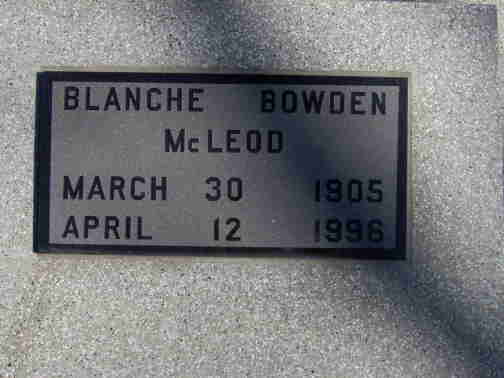 BLANCHE BOWDEN
McLEOD
MARCH 30 1905
APRIL 12 1996